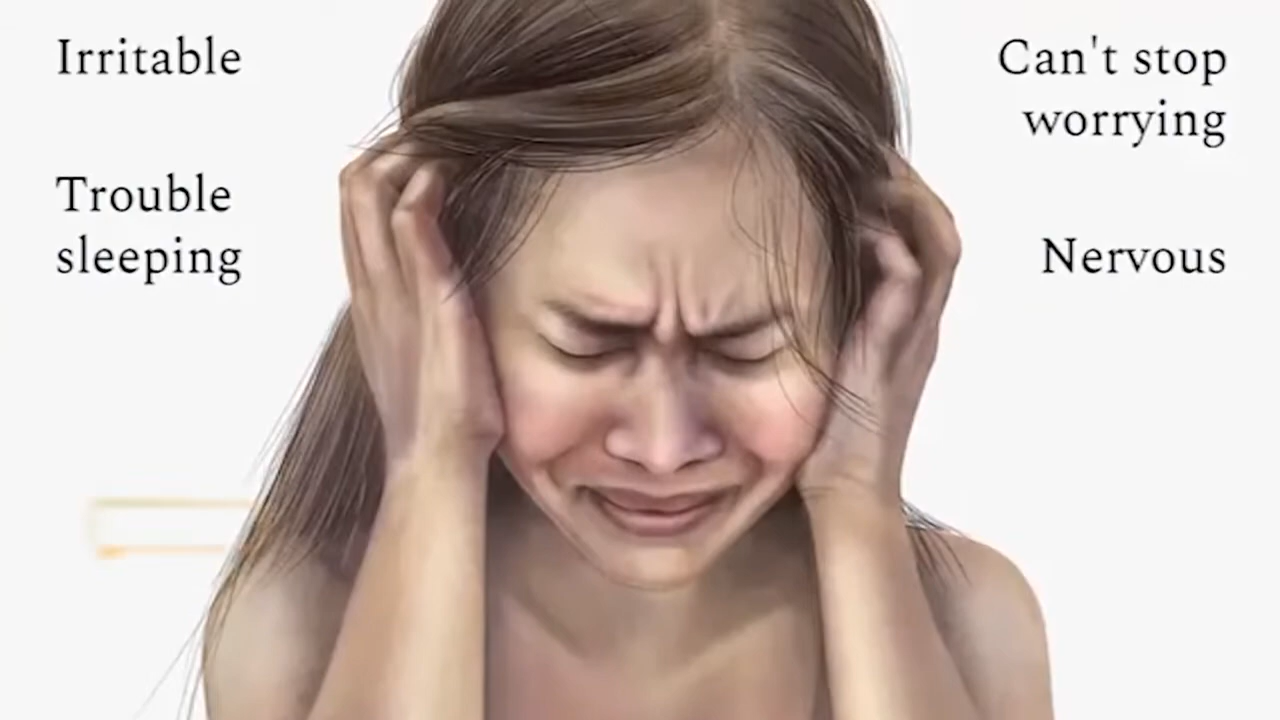 Irritable
Trouble
sleeping
Can't stop
worrying
Nervous